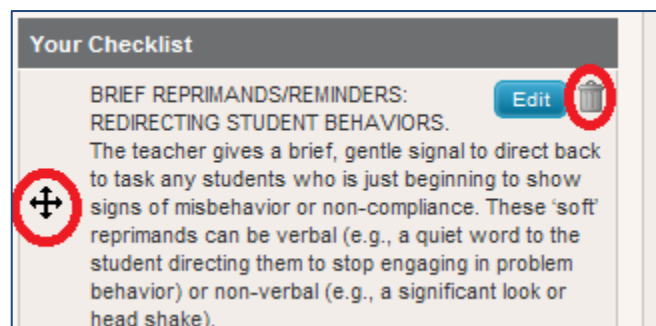 Your Checklist
BRIEF REPRIMANDS/REMINDERS:
Edit
REDIRECTING STUDENT BEHAVIORS.
The teacher gives a brief, gentle signal to direct back
to task any students who is just beginning to show
signs of misbehavior or non-compliance. These ‘soft’
reprimands can be verbal (e.g., a quiet word to the
student directing them to stop engaging in problem
behavior) or non-verbal (e.g., a significant look or
head shake).